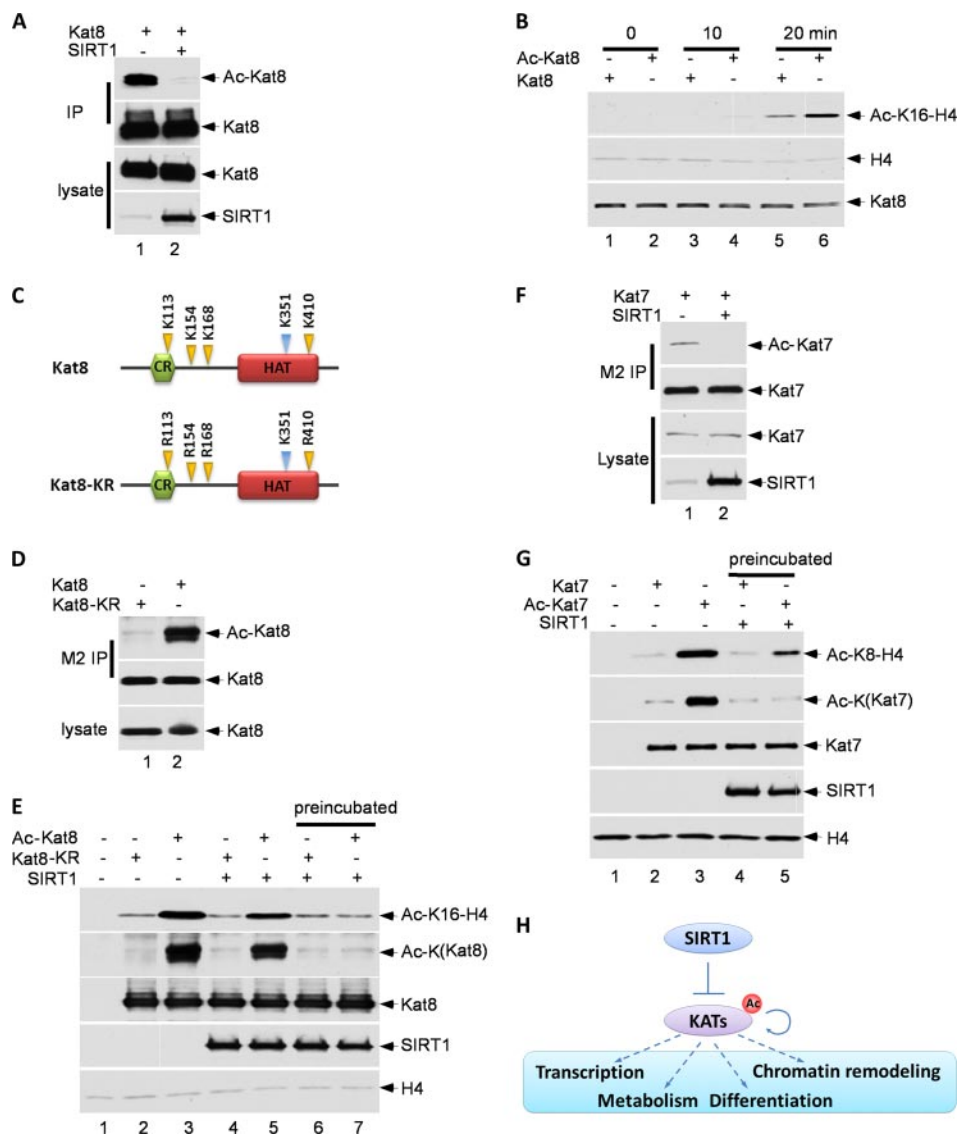 A
Kat8 + +
SIRT1 - +
IP
Ac-Kat8
Kat8
lysate
Kat8
SIRT1
1 2
B
0 10 20 min
Ac-Kat8 - + - + - +
Kat8 + - + - + -
Ac-K16-H4
H4
Kat8
1 2 3 4 5 6
C
K113 K154 K168 K351 K410
Kat8 CR HAT
R113 R154 R168 K351 R410
Kat8-KR CR HAT
D
Kat8 - +
Kat8-KR + -
M2 IP
Ac-Kat8
Kat8
lysate
Kat8
1 2
E
preincubated
Ac-Kat8 - - + - + - +
Kat8-KR - + - + - + -
SIRT1 - - - + + + +
Ac-K16-H4
Ac-K(Kat8)
Kat8
SIRT1
H4
1 2 3 4 5 6 7
F
Kat7 + +
SIRT1 - +
M2 IP
Ac-Kat7
Kat7
Lysate
Kat7
SIRT1
1 2
G
preincubated
Kat7 - + - + -
Ac-Kat7 - - + - +
SIRT1 - - - + +
Ac-K8-H4
Ac-K(Kat7)
Kat7
SIRT1
H4
1 2 3 4 5
H
SIRT1
Ac
KATs
Transcription Chromatin remodeling
Metabolism Differentiation